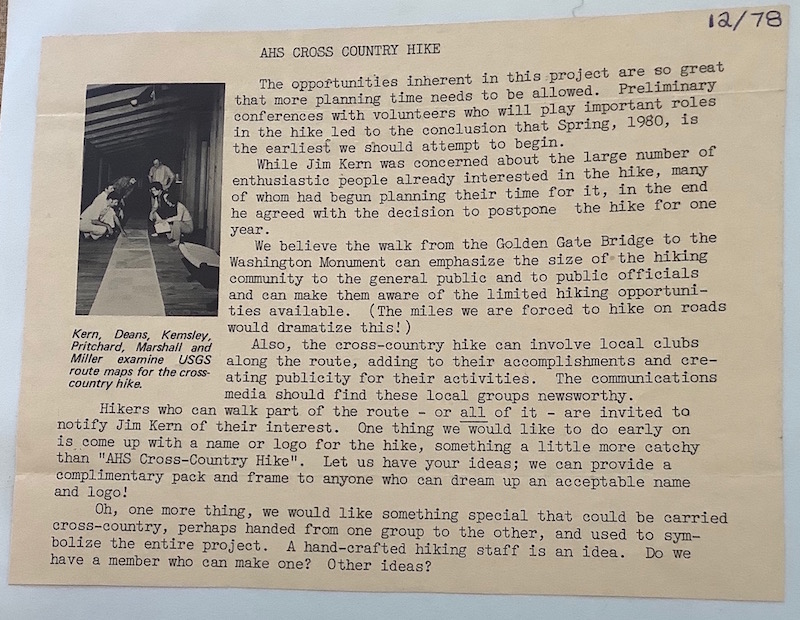 12/78
AHS CROSS COUNTRY HIKE
The opportunities inherent in this project are so great
that more planning time needs to be allowed. Preliminary
conferences with volunteers who will play important roles
in the hike led to the conclusion that Spring, 1980, is
the earliest we should attempt to begin.
While Jim Kern was concerned about the large number of
enthusiastic people already interested in the hike, many
of whom had begun planning their time for it, in the end
he agreed with the decision to postpone the hike for one
year.
We believe the walk from the Golden Gate Bridge to the
Washington Monument can emphasize the size of the hiking
community to the general public and to public officials
and can make them aware of the limited hiking opportuni-
ties available. (The miles we are forced to hike on roads
would dramatize this!)
Kern, Deans, Kemsley,
Pritchard, Marshall and
Miller examine USGS
route maps for the cross-
country hike.
Also, the cross-country hike can involve local clubs
along the route, adding to their accomplishments and cre-
ating publicity for their activities. The communications
media should find these local groups newsworthy.
Hikers who can walk part of the route - or all of it - are invited to
notify Jim Kern of their interest. One thing we would like to do early on
is come up with a name or logo for the hike, something a little more catchy
than "AHS Cross-Country Hike". Let us have your ideas; we can provide a
complimentary pack and frame to anyone who can dream up an acceptable name
and logo!
Oh, one more thing, we would like something special that could be carried
cross-country, perhaps handed from one group to the other, and used to sym-
bolize the entire project. A hand-crafted hiking staff is an idea. Do we
have a member who can make one? Other ideas?